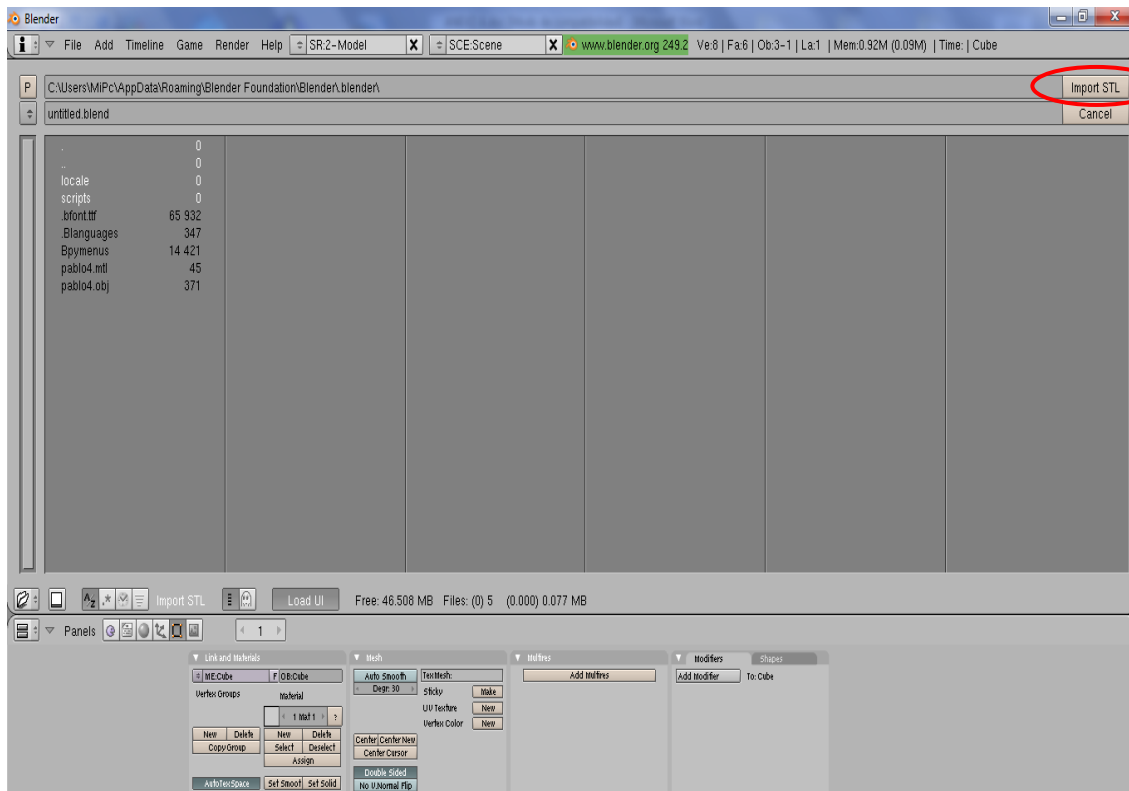 Blender
File Add Timeline Game Render Help SR:2-Model X SCE:Scene X www.blender.org 249.2 Ve:8 | Fa:6 | Ob:3-1 | La:1 | Mem:0.92M (0.09M) | Time: | Cube
P C:\Users\MiPc\AppData\Roaming\Blender Foundation\Blender\.blender\ Import STL
untitled.blend Cancel
. 0
.. 0
locale 0
scripts 0
.bfont.ttf 65 932
.Blanguages 347
Bpymenus 14 421
pablo4.mtl 45
pablo4.obj 371
Import STL Load UI Free: 46.508 MB Files: (0) 5 (0.000) 0.077 MB
Panels 1
Link and Materials Mesh Multires Modifiers Shapes
ME:Cube F OB:Cube Auto Smooth TexMesh: Add Multires Add Modifier To: Cube
Vertex Groups Material Degr: 30 Sticky Make
1 Mat 1 ? UV Texture New
Vertex Color New
New Delete New Delete Center Center New
Copy Group Select Deselect Center Cursor
Assign
Double Sided
AutoTexSpace Set Smoot Set Solid No V.Normal Flip